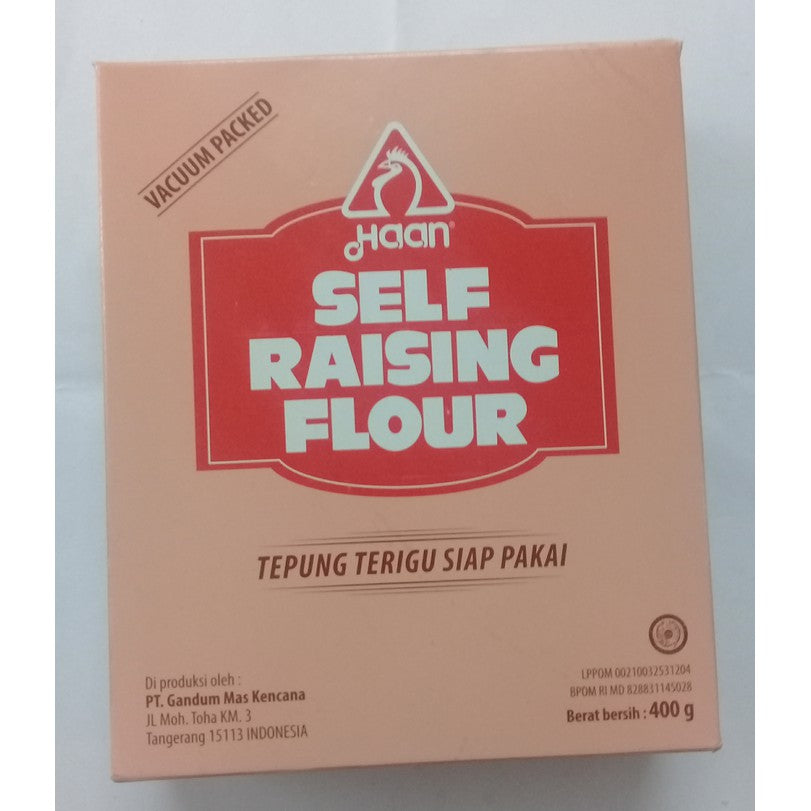 VACUUM PACKED
Haan®
SELF
RAISING
FLOUR
TEPUNG TERIGU SIAP PAKAI
Di produksi oleh :
PT. Gandum Mas Kencana
JL Moh. Toha KM. 3
Tangerang 15113 INDONESIA
LPPOM 00210032531204
BPOM RI MD 828831145028
Berat bersih : 400 g